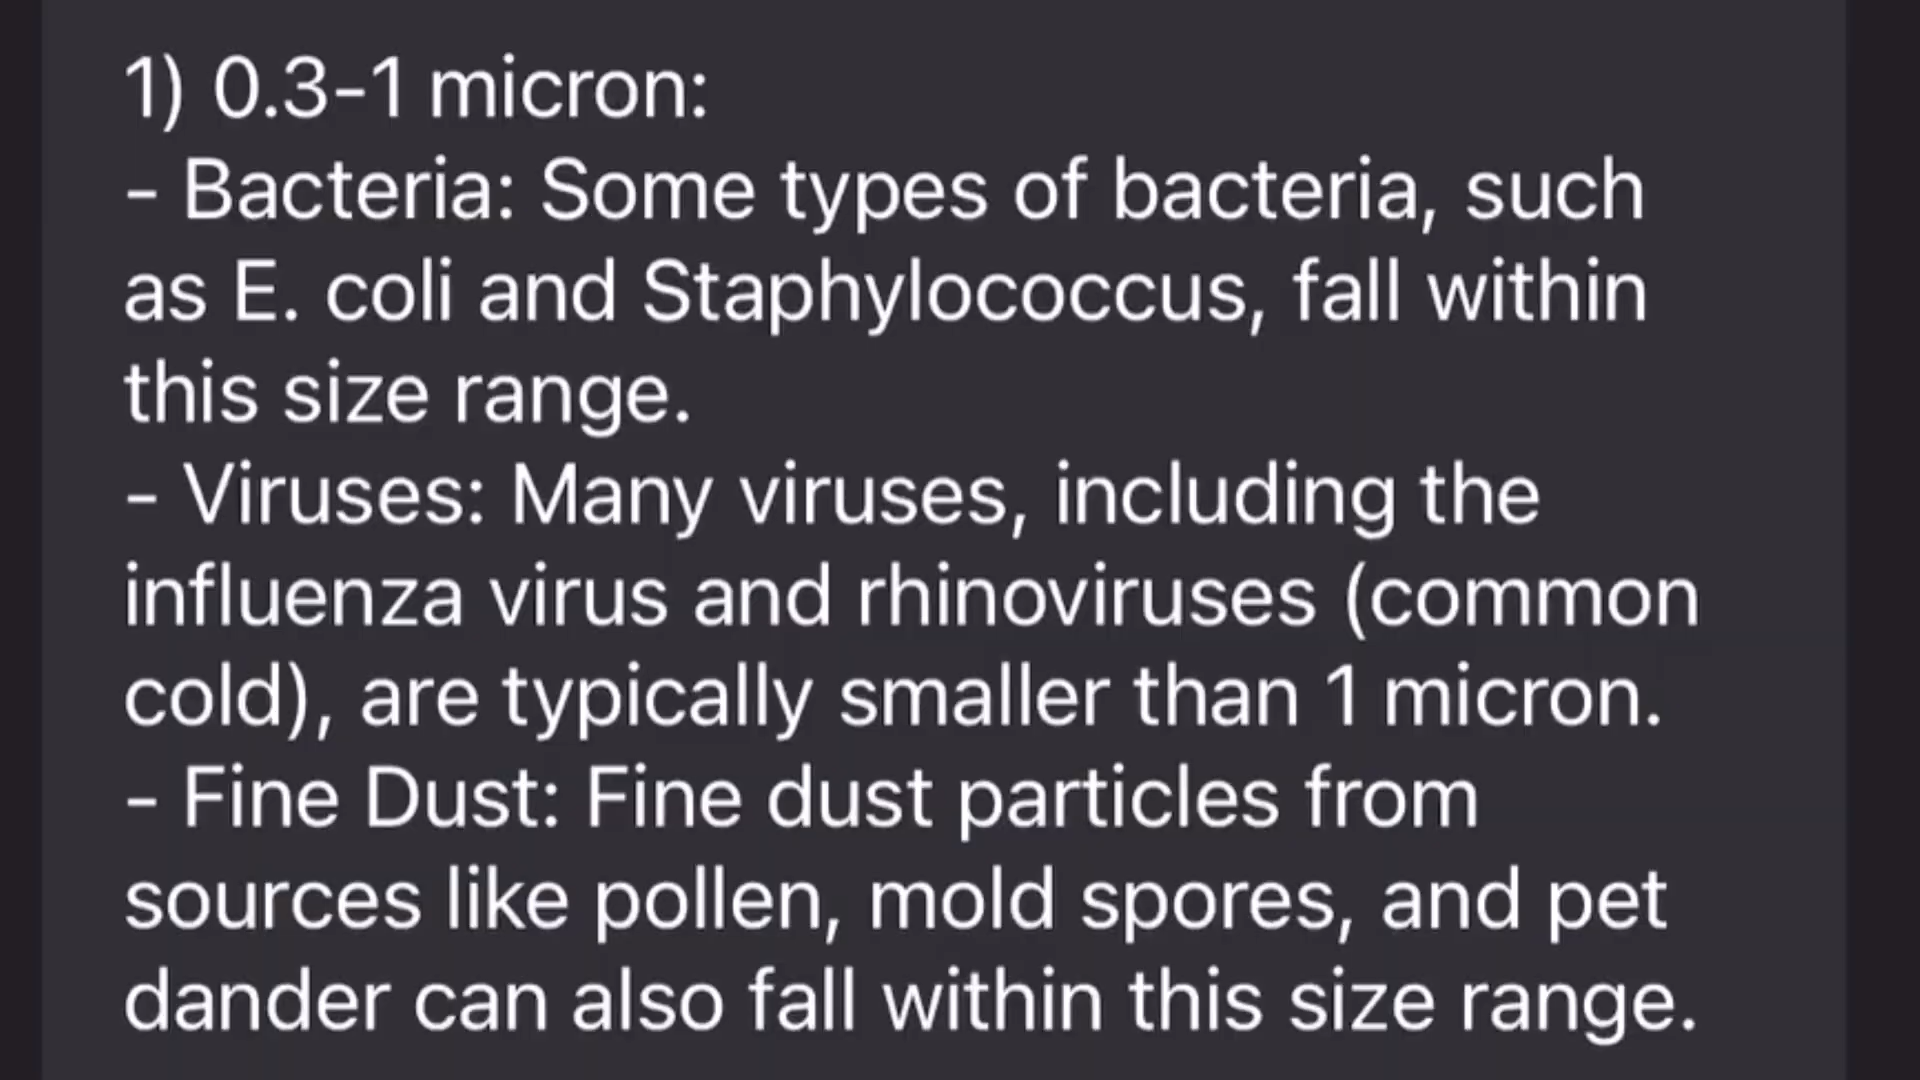 1) 0.3-1 micron:
- Bacteria: Some types of bacteria, such
as E. coli and Staphylococcus, fall within
this size range.
- Viruses: Many viruses, including the
influenza virus and rhinoviruses (common
cold), are typically smaller than 1 micron.
- Fine Dust: Fine dust particles from
sources like pollen, mold spores, and pet
dander can also fall within this size range.